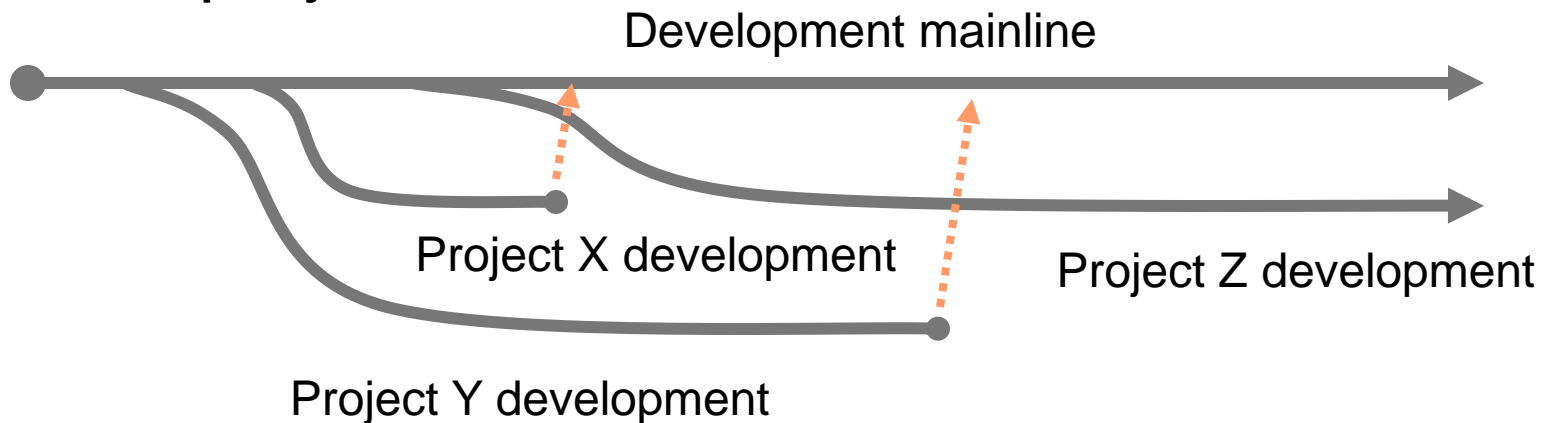 Development mainline
Project X development
Project Z development
Project Y development